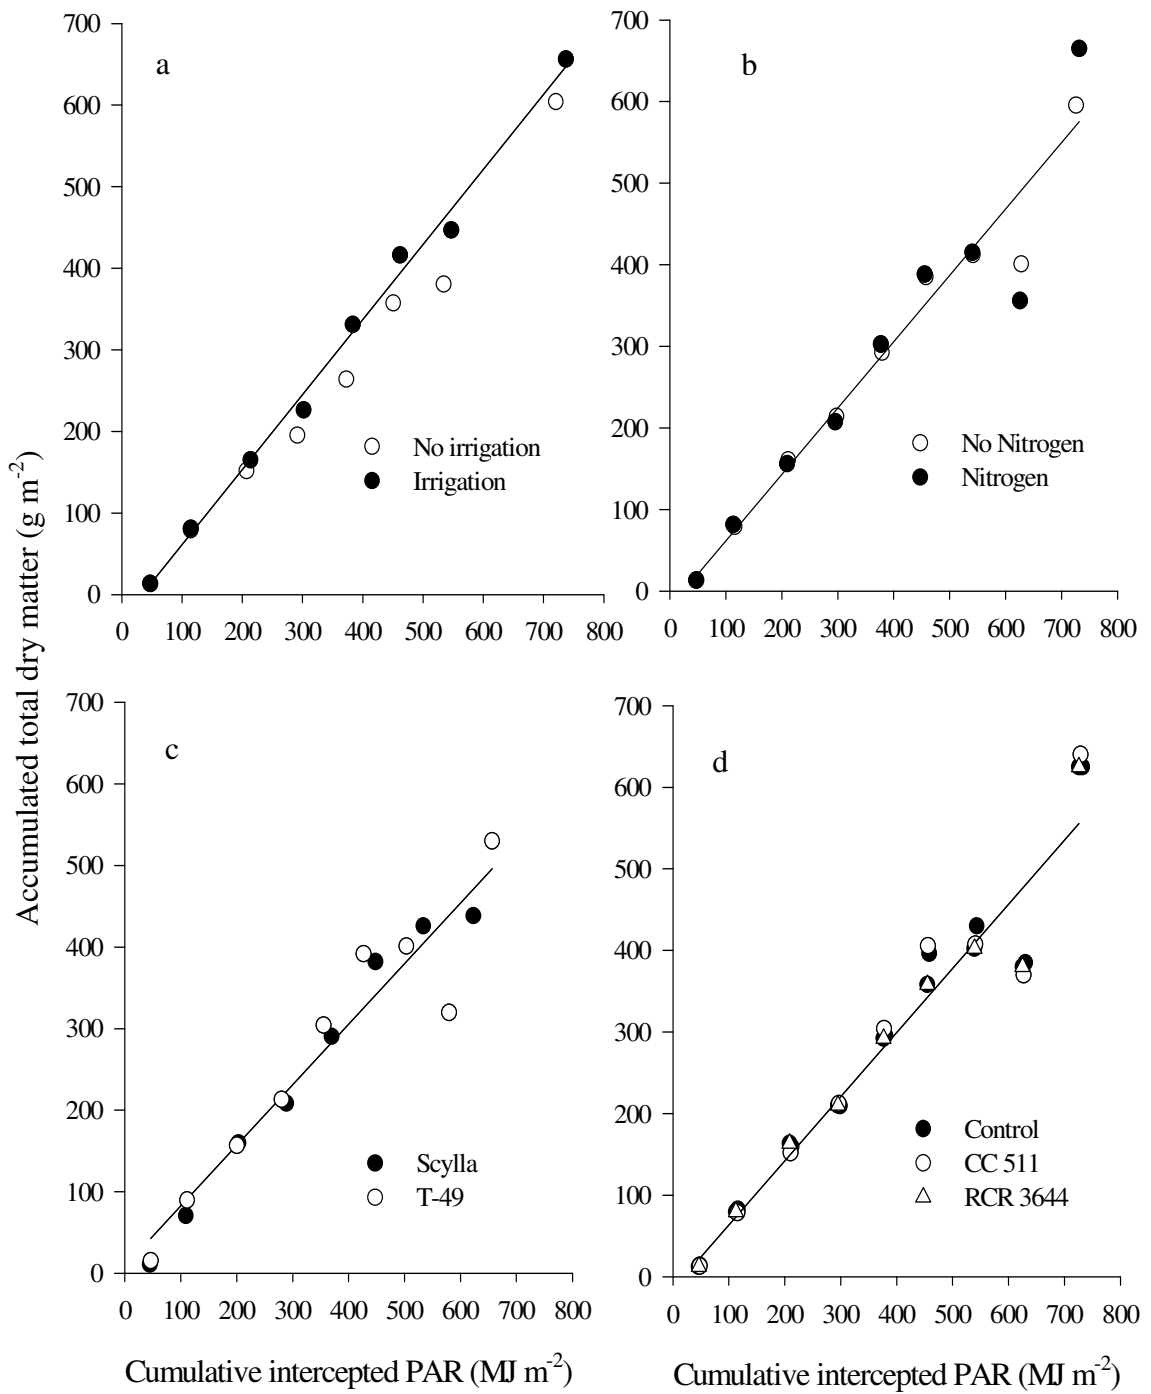 Accumulated total dry matter (g m-2)
a
700
600
500
400
300
200
100
0
0 100 200 300 400 500 600 700 800
No irrigation
Irrigation
b
700
600
500
400
300
200
100
0
0 100 200 300 400 500 600 700 800
No Nitrogen
Nitrogen
c
700
600
500
400
300
200
100
0
0 100 200 300 400 500 600 700 800
Scylla
T-49
Cumulative intercepted PAR (MJ m-2)
d
700
600
500
400
300
200
100
0
0 100 200 300 400 500 600 700 800
Control
CC 511
RCR 3644
Cumulative intercepted PAR (MJ m-2)